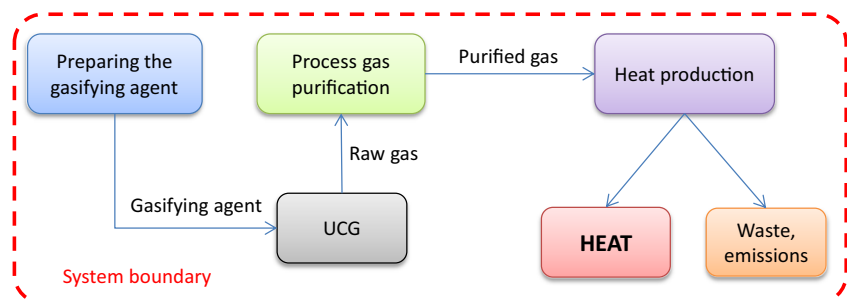 Preparing the
gasifying agent
Process gas
purification
Purified gas
Heat production
Raw gas
Gasifying agent
UCG
HEAT
Waste,
emissions
System boundary